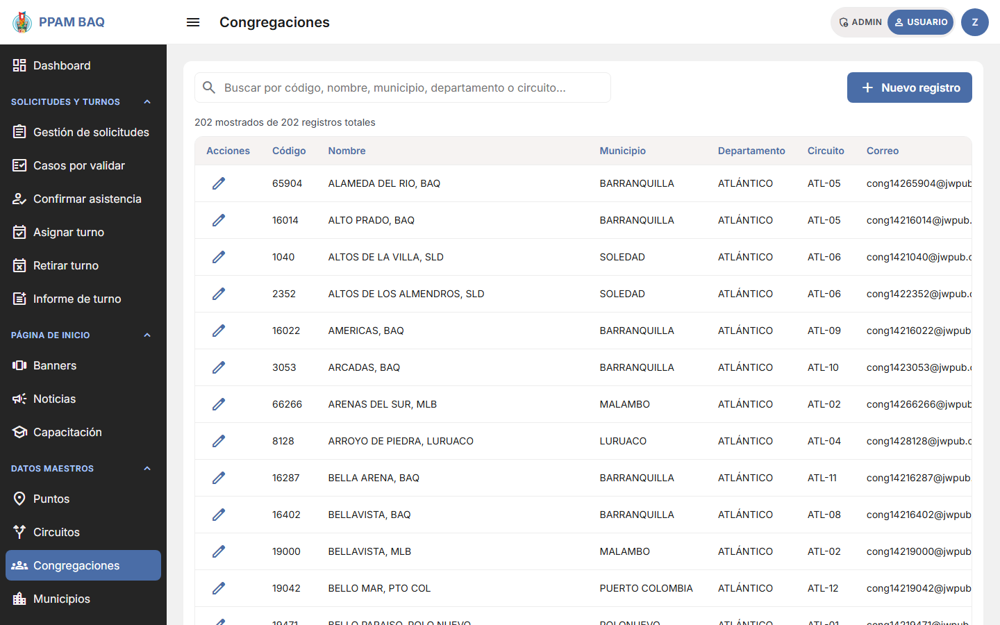 PPAM BAQ
Congregaciones
ADMIN
USUARIO
Z
Dashboard
SOLICITUDES Y TURNOS
Gestión de solicitudes
Casos por validar
Confirmar asistencia
Asignar turno
Retirar turno
Informe de turno
PÁGINA DE INICIO
Banners
Noticias
Capacitación
DATOS MAESTROS
Puntos
Circuitos
Congregaciones
Municipios
Buscar por código, nombre, municipio, departamento o circuito...
Nuevo registro
202 mostrados de 202 registros totales
Acciones Código Nombre Municipio Departamento Circuito Correo
65904 ALAMEDA DEL RIO, BAQ BARRANQUILLA ATLÁNTICO ATL-05 cong14265904@jwpub
16014 ALTO PRADO, BAQ BARRANQUILLA ATLÁNTICO ATL-05 cong14216014@jwpub.
1040 ALTOS DE LA VILLA, SLD SOLEDAD ATLÁNTICO ATL-06 cong1421040@jwpub.c
2352 ALTOS DE LOS ALMENDROS, SLD SOLEDAD ATLÁNTICO ATL-06 cong1422352@jwpub.c
16022 AMERICAS, BAQ BARRANQUILLA ATLÁNTICO ATL-09 cong14216022@jwpub
3053 ARCADAS, BAQ BARRANQUILLA ATLÁNTICO ATL-10 cong1423053@jwpub.c
66266 ARENAS DEL SUR, MLB MALAMBO ATLÁNTICO ATL-02 cong14266266@jwpub
8128 ARROYO DE PIEDRA, LURUACO LURUACO ATLÁNTICO ATL-04 cong1428128@jwpub.c
16287 BELLA ARENA, BAQ BARRANQUILLA ATLÁNTICO ATL-11 cong14216287@jwpub.
16402 BELLAVISTA, BAQ BARRANQUILLA ATLÁNTICO ATL-08 cong14216402@jwpub
19000 BELLAVISTA, MLB MALAMBO ATLÁNTICO ATL-02 cong14219000@jwpub
19042 BELLO MAR, PTO COL PUERTO COLOMBIA ATLÁNTICO ATL-12 cong14219042@jwpub
19471 BELLO PARAISO, POLO NUEVO POLONUEVO ATLÁNTICO ATL-01 cong14219471@jwpub